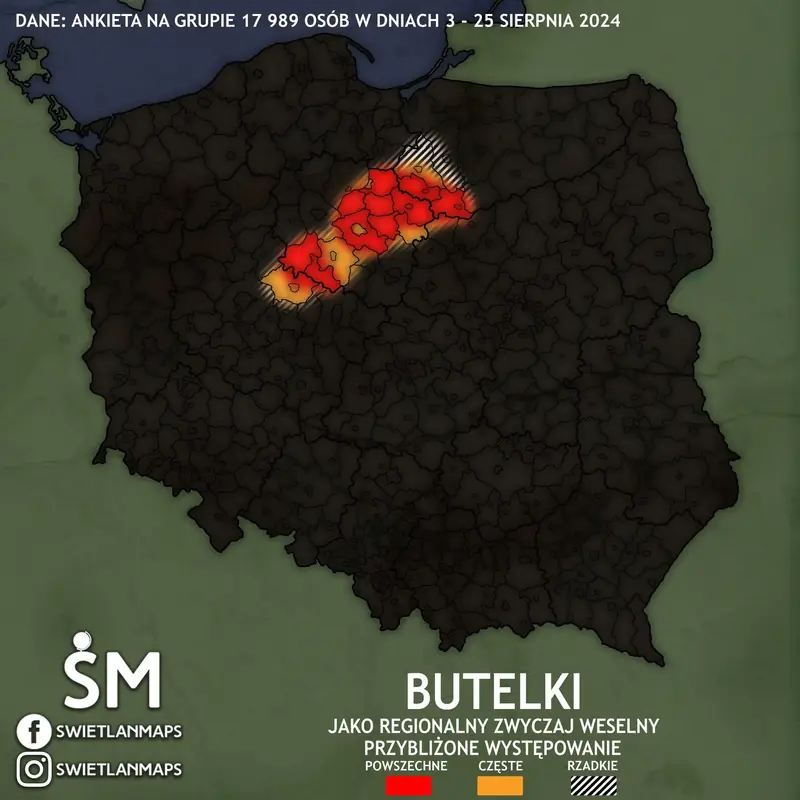 DANE: ANKIETA NA GRUPIE 17 989 OSÓB W DNIACH 3 - 25 SIERPNIA 2024
ŚM
SWIETLANMAPS
SWIETLANMAPS
BUTELKI
JAKO REGIONALNY ZWYCZAJ WESELNY
PRZYBLIŻONE WYSTĘPOWANIE
POWSZECHNE CZĘSTE RZADKIE